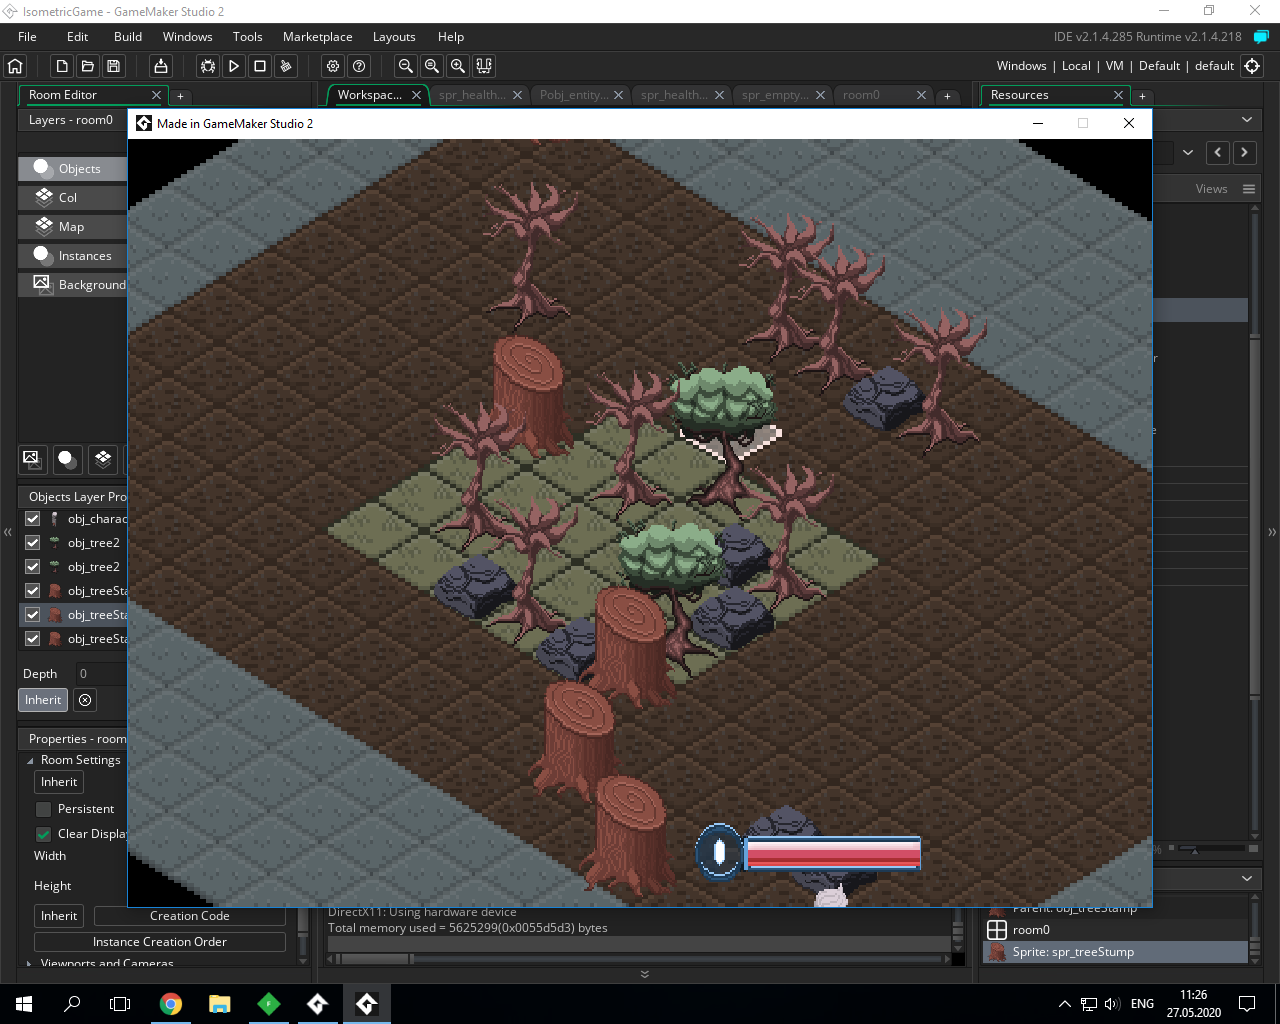 IsometricGame - GameMaker Studio 2
File Edit Build Windows Tools Marketplace Layouts Help
IDE v2.1.4.285 Runtime v2.1.4.218
Windows | Local | VM | Default | default
Room Editor
Workspac...
spr_health...
Pobj_entity...
spr_health...
spr_empty...
room0
Resources
Layers - room0
Made in GameMaker Studio 2
Objects
Col
Map
Instances
Background
Views
Objects Layer Pro
obj_charac
obj_tree2
obj_tree2
obj_treeSta
obj_treeSta
obj_treeSta
Depth 0
Inherit
Properties - room
Room Settings
Inherit
Persistent
Clear Display
Width
Height
Inherit Creation Code
Instance Creation Order
Viewports and Cameras
DirectX11: Using hardware device
Total memory used = 5625299(0x0055d5d3) bytes
%
Parent: obj_treeStamp
room0
Sprite: spr_treeStump
ENG
11:26
27.05.2020